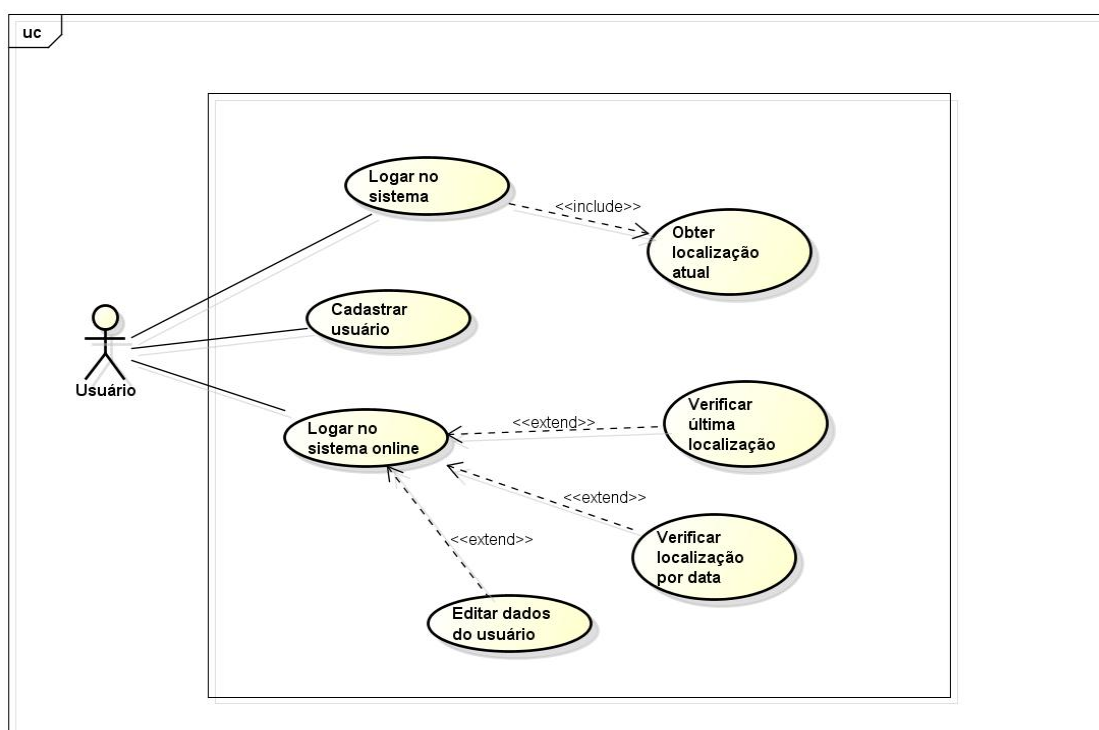 uc
Logar no
sistema
<<include>>
Obter
localização
atual
Cadastrar
usuário
Usuário
Logar no
sistema online
<<extend>>
Verificar
última
localização
<<extend>>
Verificar
localização
por data
<<extend>>
Editar dados
do usuário